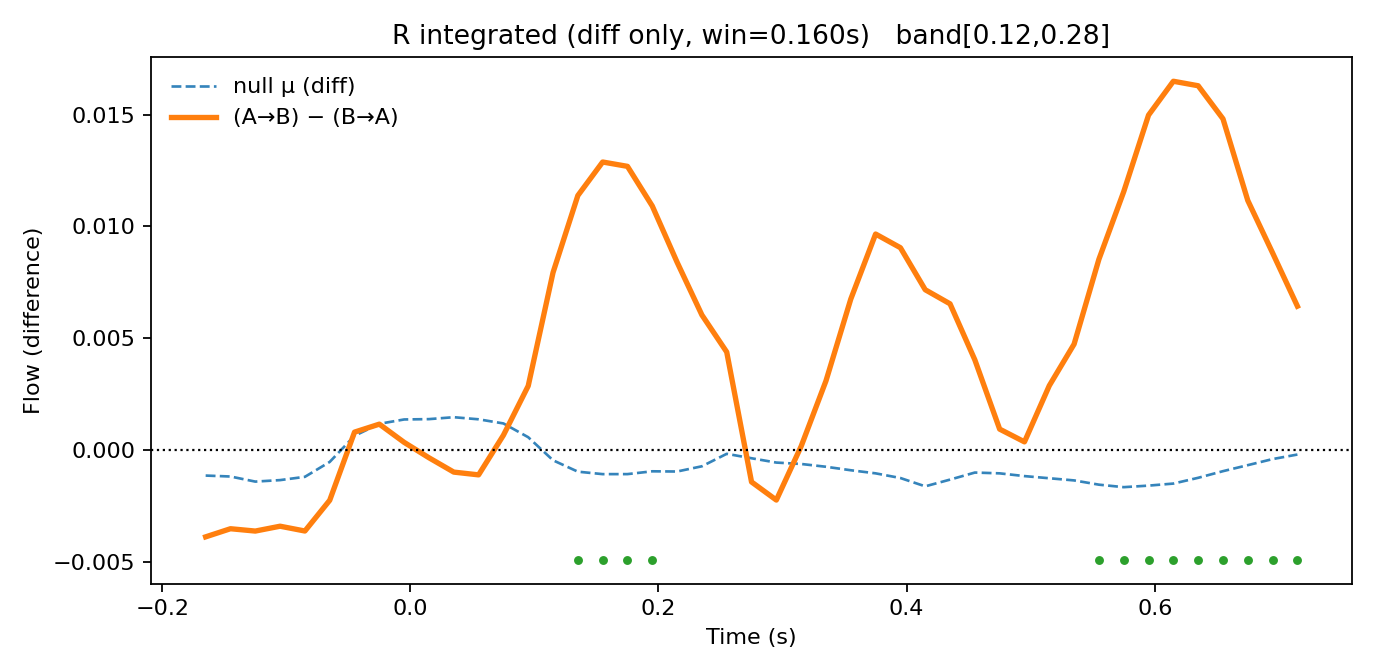 R integrated (diff only, win=0.160s)   band[0.12,0.28]
null μ (diff)
(A→B) − (B→A)
Flow (difference)
0.015
0.010
0.005
0.000
−0.005
−0.2
0.0
0.2
0.4
0.6
Time (s)